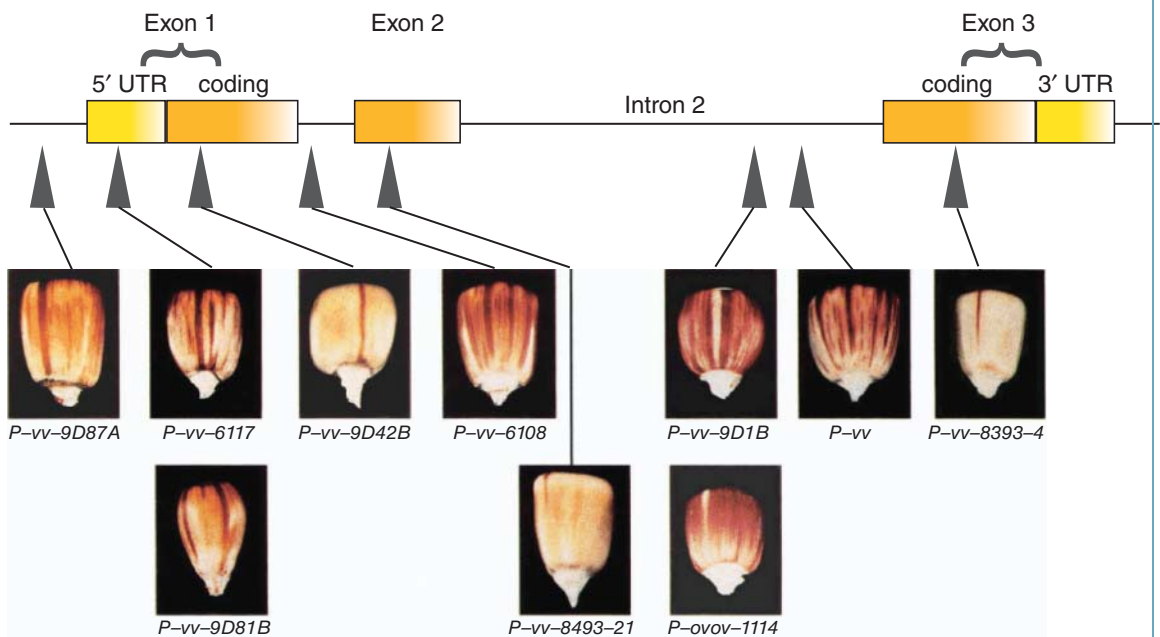 Exon 1 Exon 2 Exon 3
5′ UTR coding coding 3′ UTR
Intron 2
P–vv–9D87A P–vv–6117 P–vv–9D42B P–vv–6108 P–vv–9D1B P–vv P–vv–8393–4
P–vv–9D81B P–vv–8493–21 P–ovov–1114